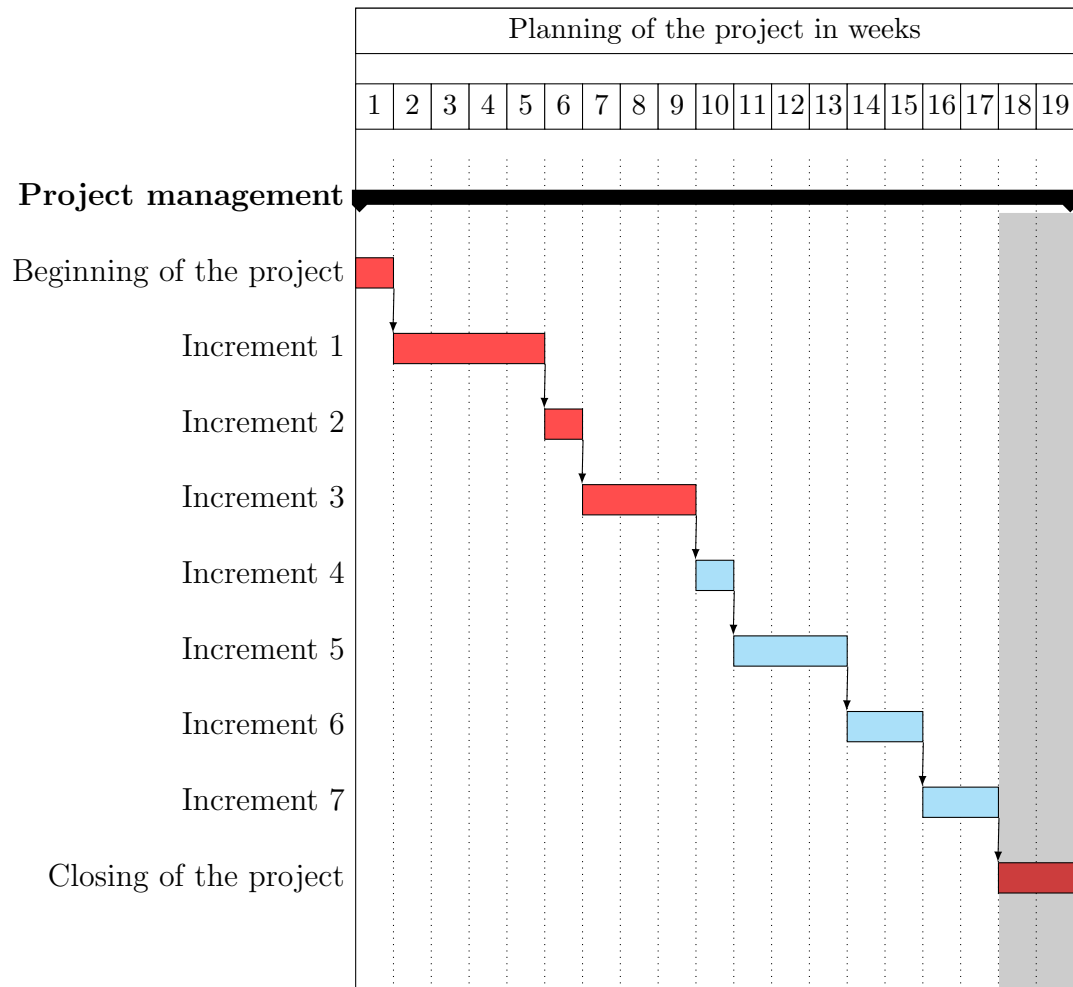 Planning of the project in weeks
1 2 3 4 5 6 7 8 9 10 11 12 13 14 15 16 17 18 19
Project management
Beginning of the project
Increment 1
Increment 2
Increment 3
Increment 4
Increment 5
Increment 6
Increment 7
Closing of the project